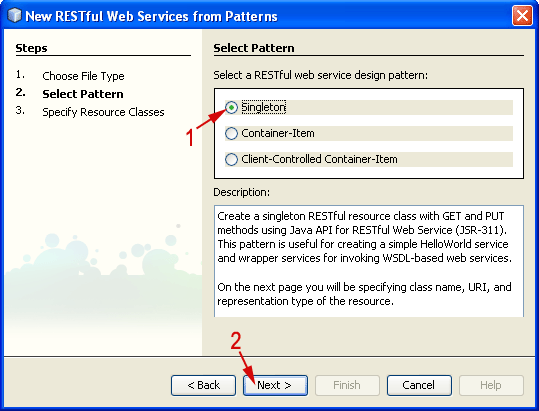 New RESTful Web Services from Patterns
Steps
1. Choose File Type
2. Select Pattern
3. Specify Resource Classes
Select Pattern
Select a RESTful web service design pattern:
1
Singleton
Container-Item
Client-Controlled Container-Item
Description:
Create a singleton RESTful resource class with GET and PUT
methods using Java API for RESTful Web Service (JSR-311).
This pattern is useful for creating a simple HelloWorld service
and wrapper services for invoking WSDL-based web services.
On the next page you will be specifying class name, URI, and
representation type of the resource.
2
< Back
Next >
Finish
Cancel
Help